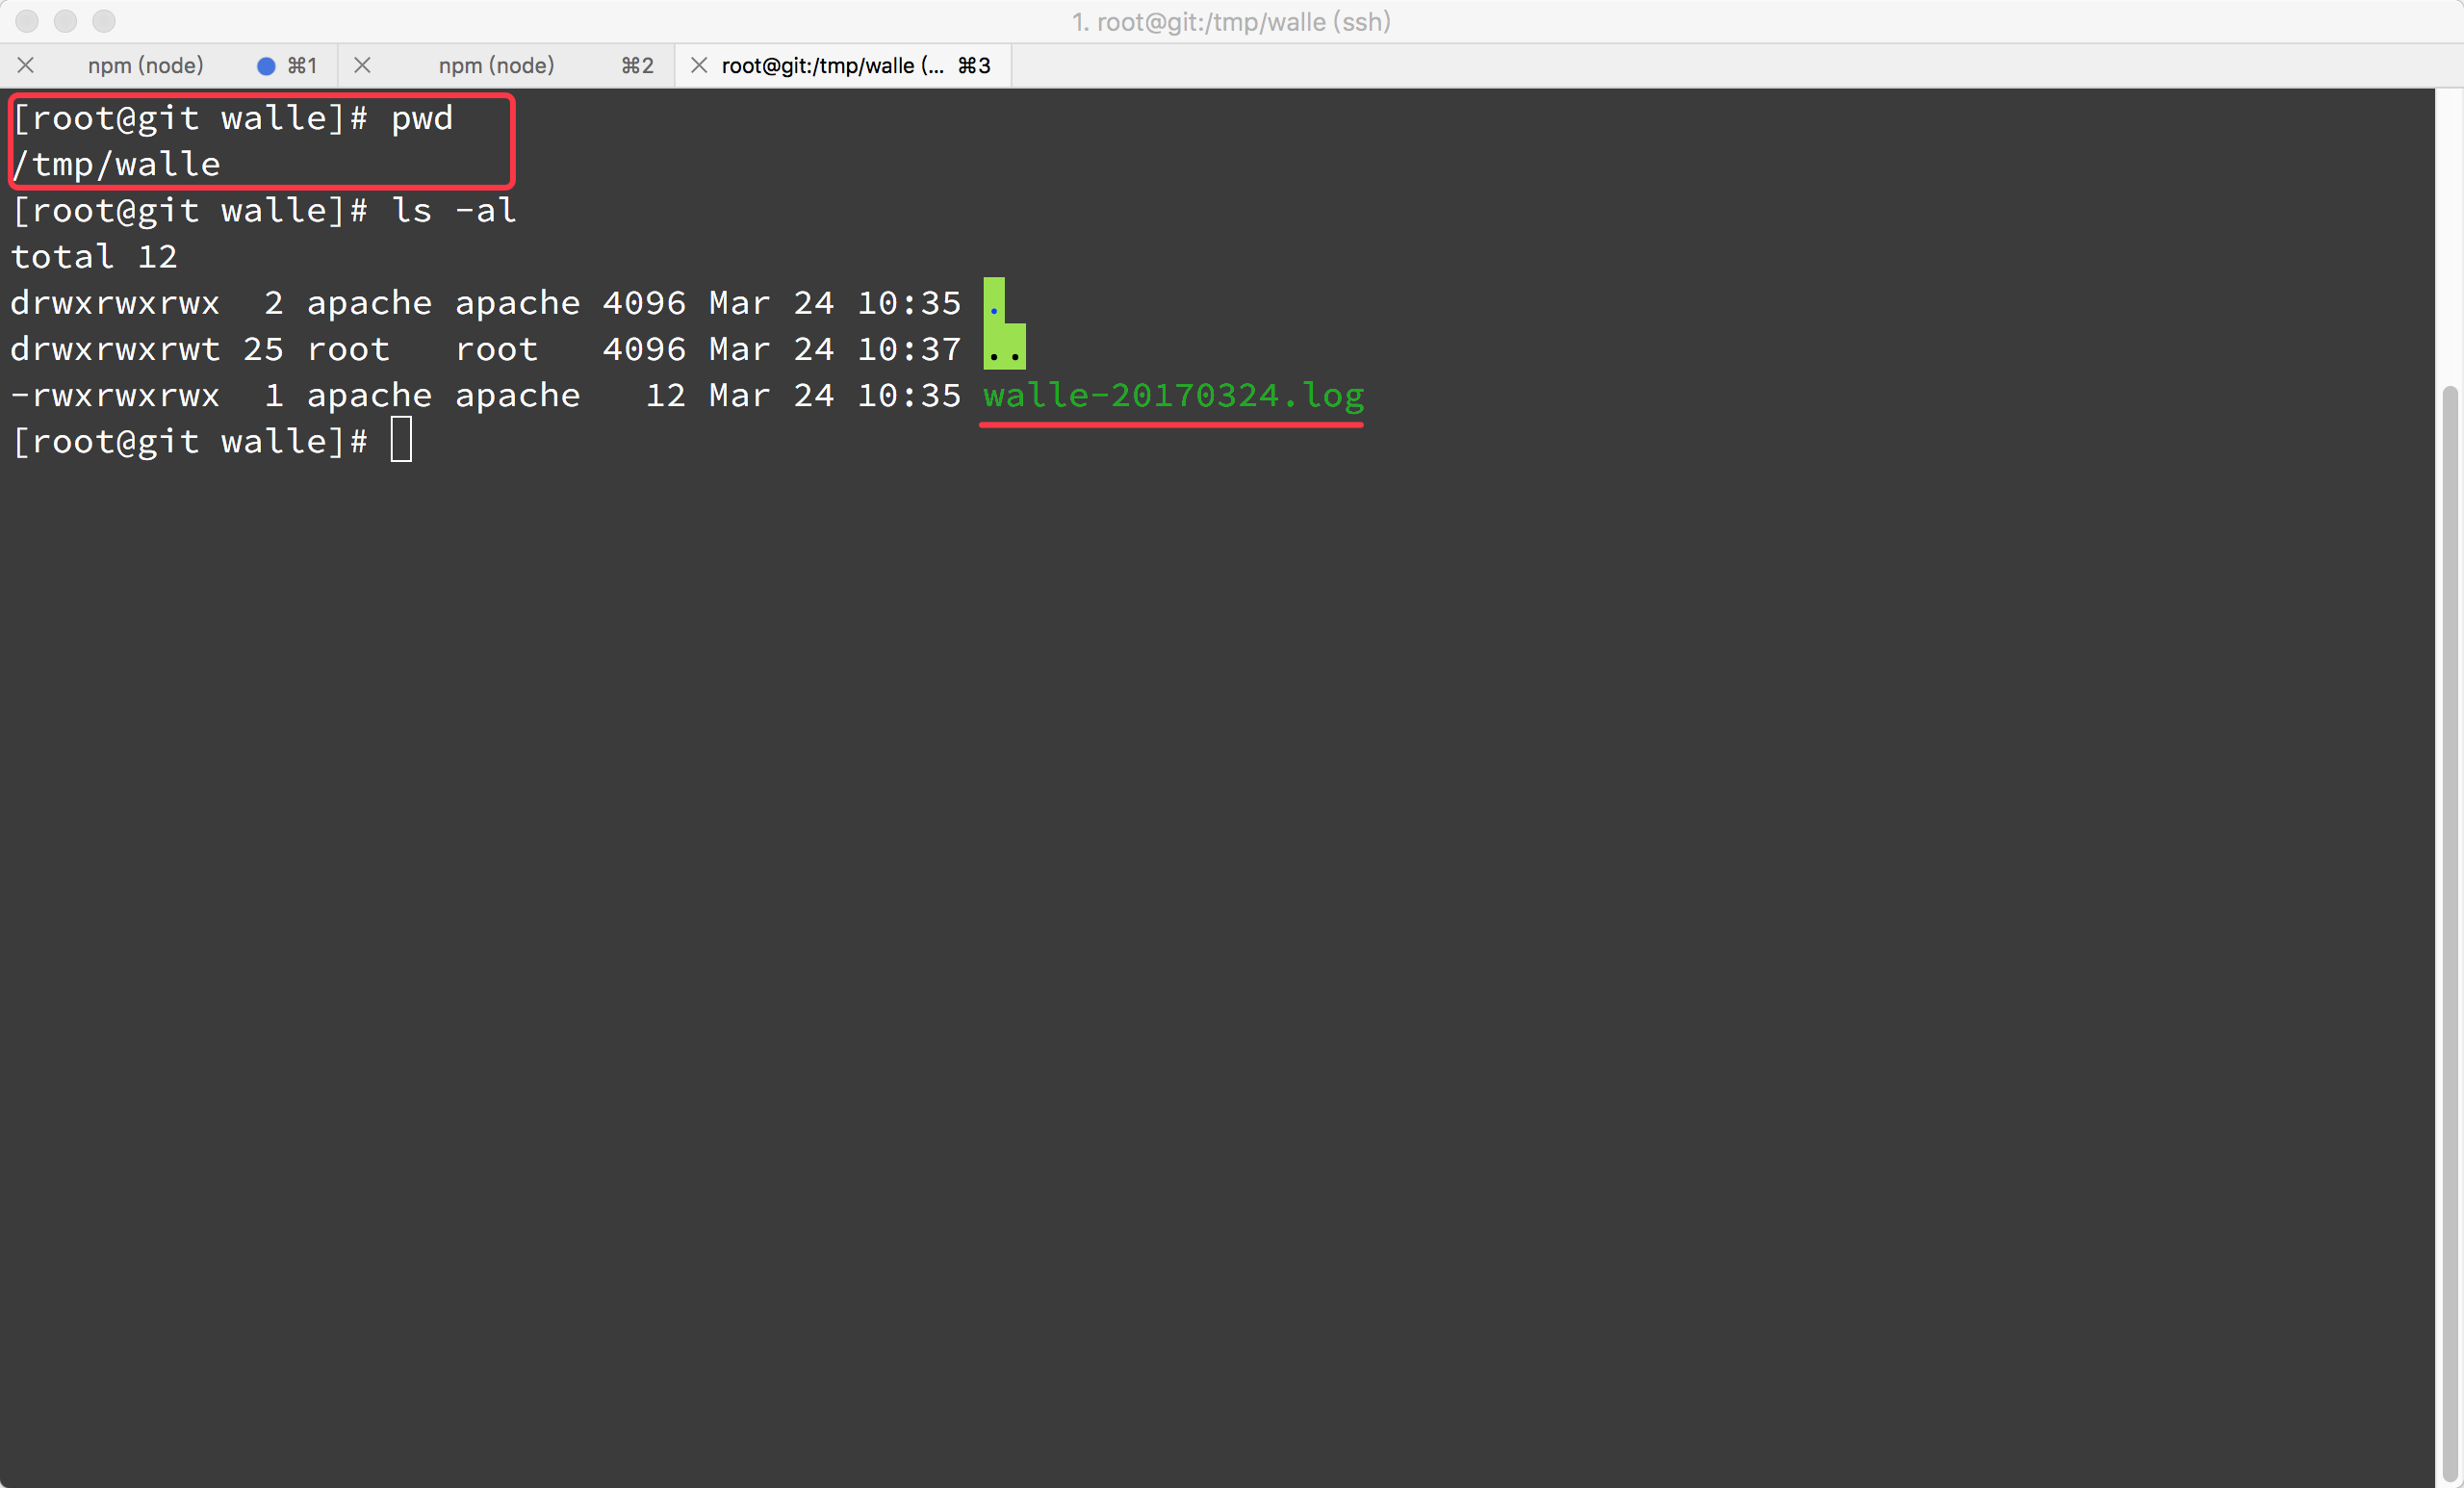 1. root@git:/tmp/walle (ssh)
npm (node) ⌘1 npm (node) ⌘2 root@git:/tmp/walle (... ⌘3
[root@git walle]# pwd
/tmp/walle
[root@git walle]# ls -al
total 12
drwxrwxrwx  2 apache apache 4096 Mar 24 10:35 .
drwxrwxrwt 25 root   root   4096 Mar 24 10:37 ..
-rwxrwxrwx  1 apache apache   12 Mar 24 10:35 walle-20170324.log
[root@git walle]#